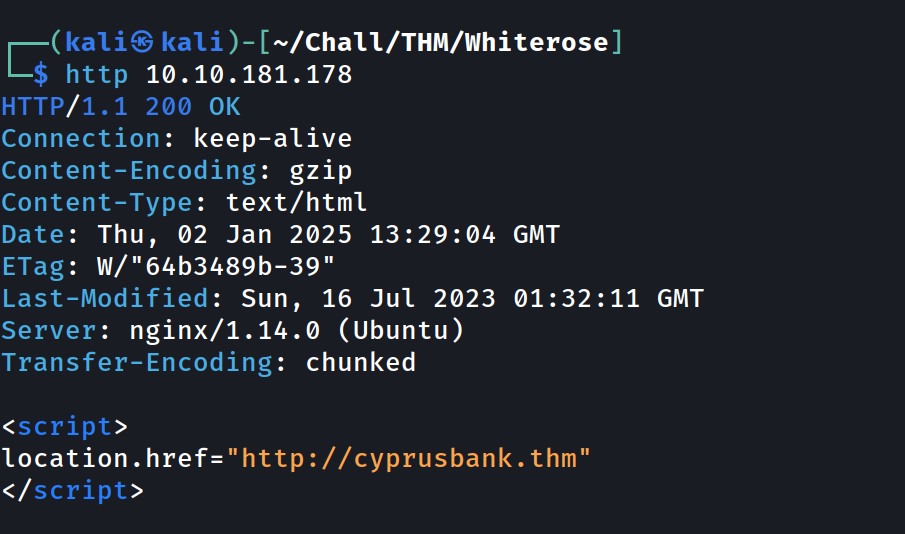 ┌──(kali㉿kali)-[~/Chall/THM/Whiterose]
└─$ http 10.10.181.178
HTTP/1.1 200 OK
Connection: keep-alive
Content-Encoding: gzip
Content-Type: text/html
Date: Thu, 02 Jan 2025 13:29:04 GMT
ETag: W/"64b3489b-39"
Last-Modified: Sun, 16 Jul 2023 01:32:11 GMT
Server: nginx/1.14.0 (Ubuntu)
Transfer-Encoding: chunked

<script>
location.href="http://cyprusbank.thm"
</script>